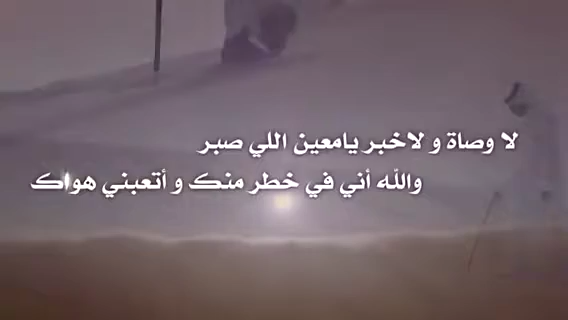 لا وصاة و لاخبر يامعين اللي صبر
والله أني في خطر منك و أتعبني هواك